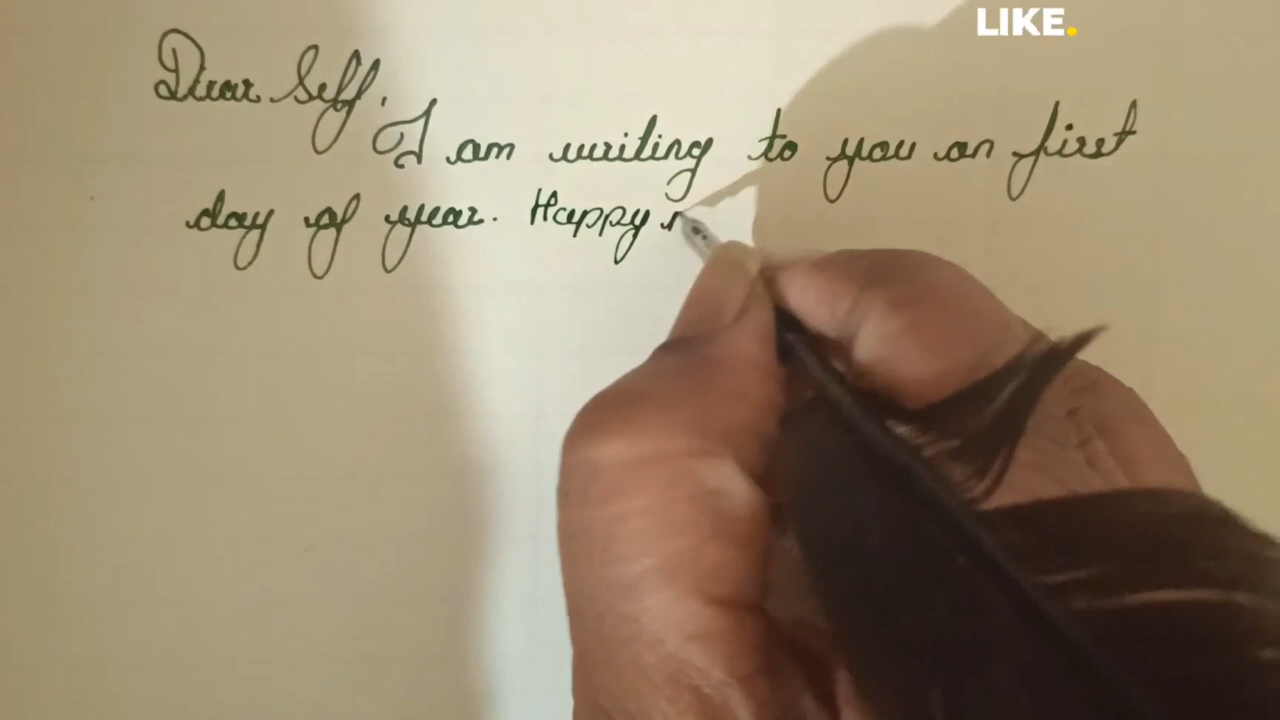 LIKE.
Dear Self,
I am writing to you on first
day of year. Happy